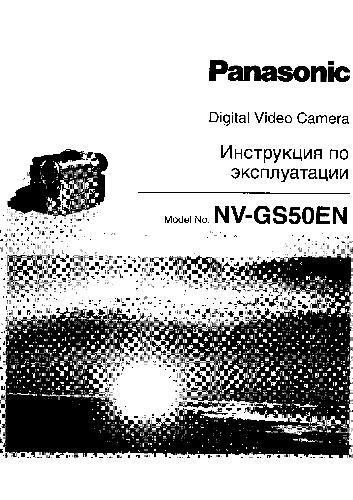 Panasonic
Digital Video Camera
Инструкция по
эксплуатации
Model No. NV-GS50EN